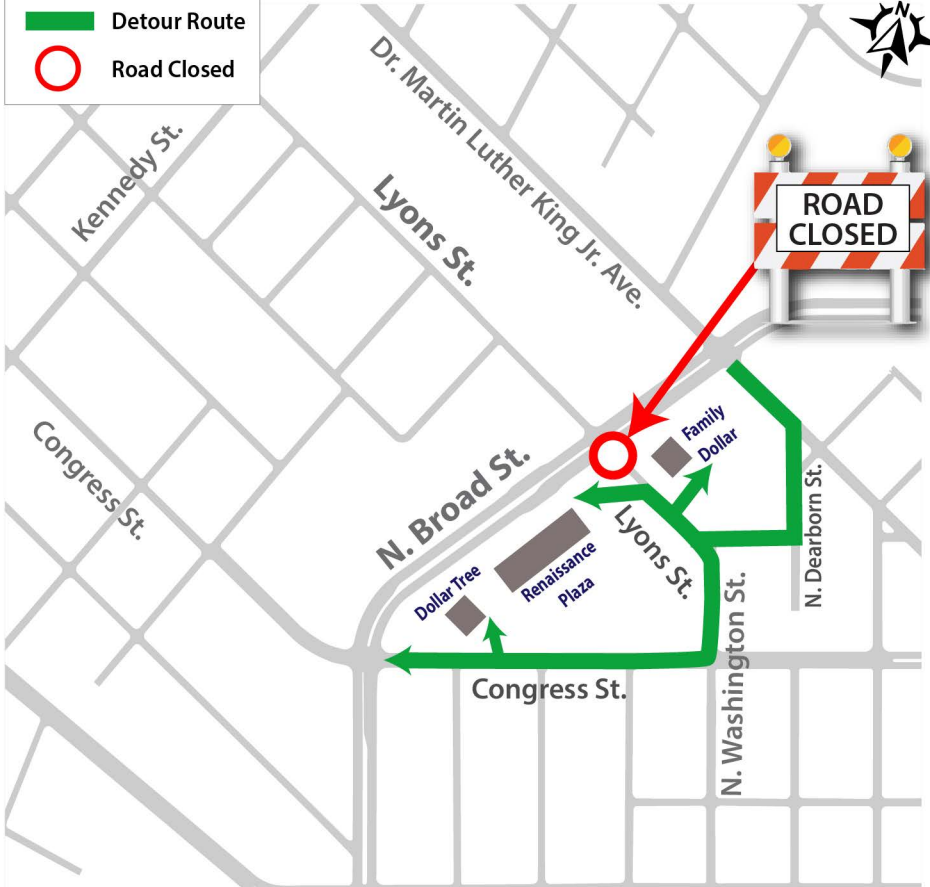 Detour Route
Road Closed
N
Dr. Martin Luther King Jr. Ave.
Kennedy St.
Lyons St.
ROAD
CLOSED
Congress St.
N. Broad St.
Family
Dollar
Lyons St.
N. Dearborn St.
Renaissance
Plaza
Dollar Tree
N. Washington St.
Congress St.